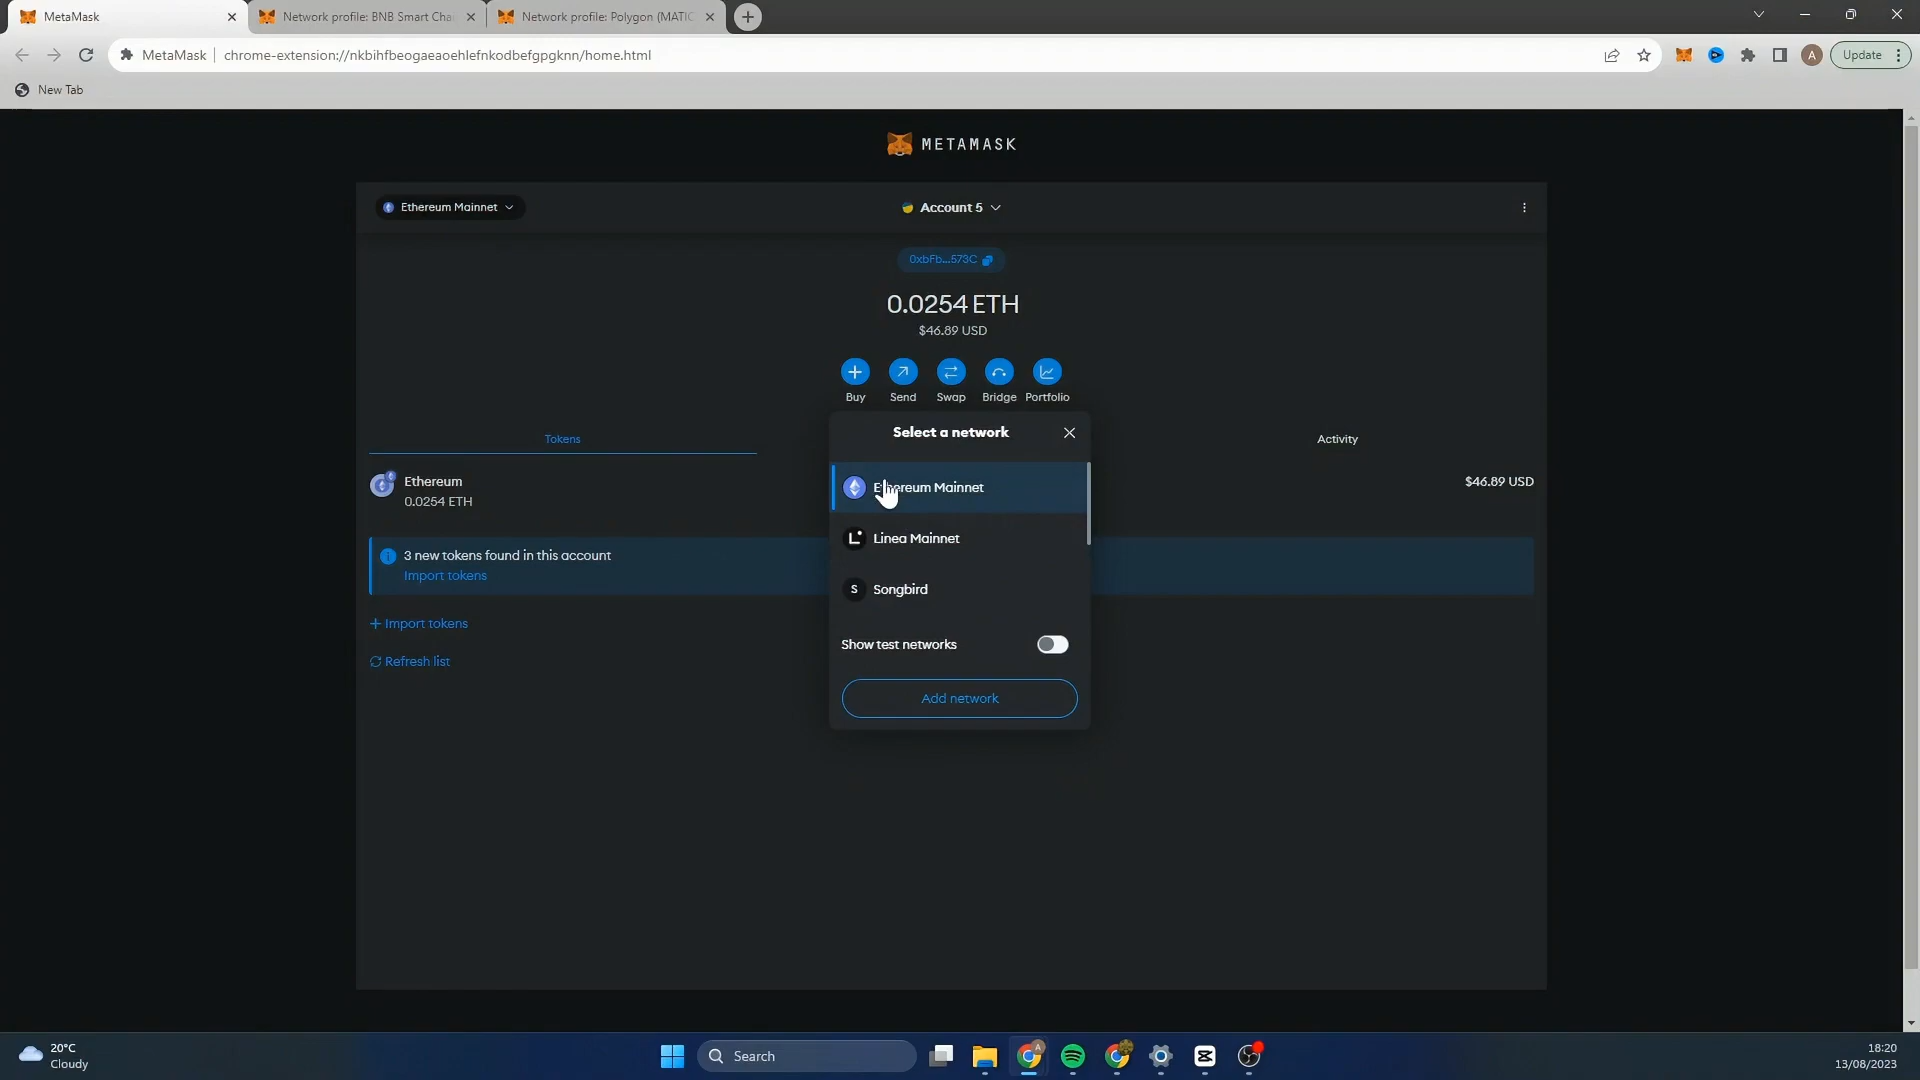 MetaMask
Network profile: BNB Smart Chai
Network profile: Polygon (MATIC
MetaMask
chrome-extension://nkbihfbeogaeaoehlefnkodbefgpgknn/home.html
A
Update
New Tab
METAMASK
Ethereum Mainnet
Account 5
0xbFb...573C
0.0254 ETH
$46.89 USD
Buy
Send
Swap
Bridge
Portfolio
Select a network
Tokens
Activity
Ethereum
0.0254 ETH
$46.89 USD
Ethereum Mainnet
Linea Mainnet
3 new tokens found in this account
Import tokens
S
Songbird
Import tokens
Show test networks
Refresh list
Add network
20°C
Cloudy
Search
A
18:20
13/08/2023